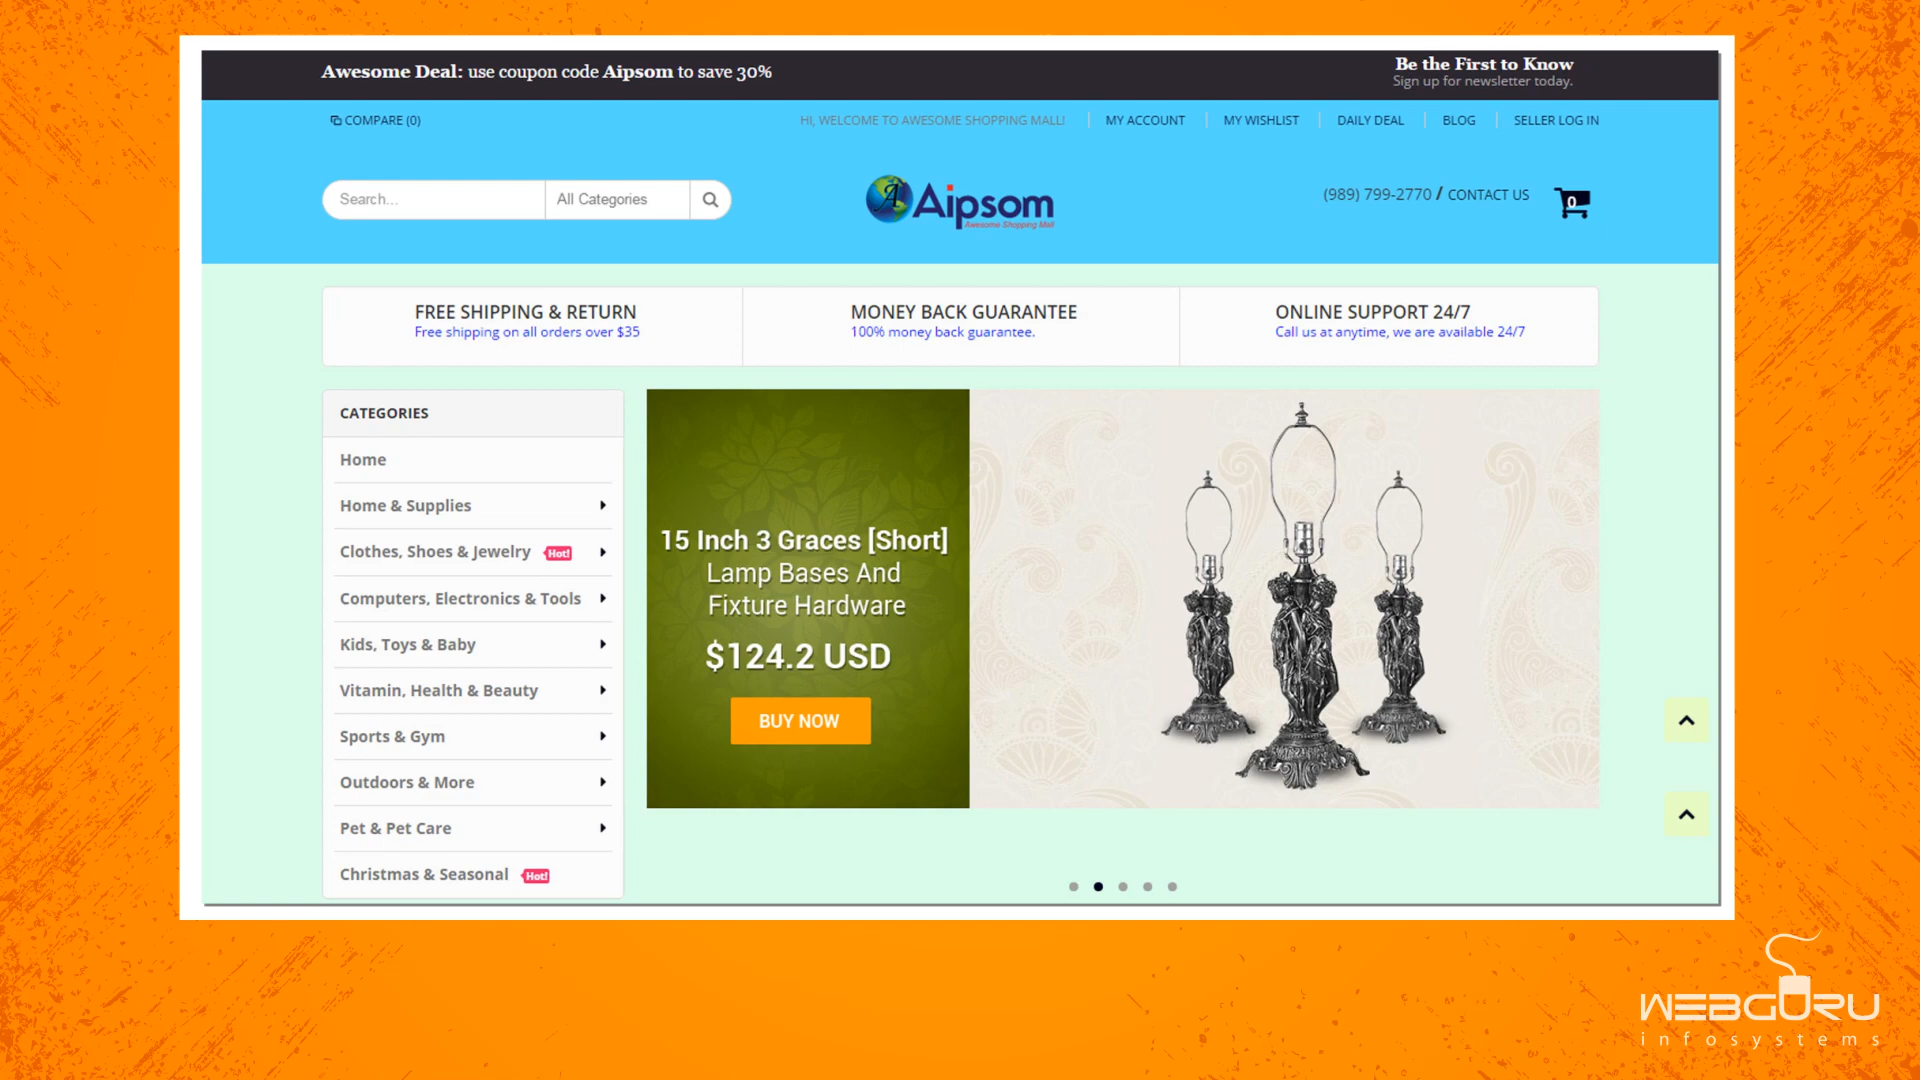 Awesome Deal: use coupon code Aipsom to save 30%
Be the First to Know
Sign up for newsletter today.
COMPARE (0)
HI, WELCOME TO AWESOME SHOPPING MALL!
MY ACCOUNT
MY WISHLIST
DAILY DEAL
BLOG
SELLER LOG IN
Search...
All Categories
A
Aipsom
Awesome Shopping Mall
(989) 799-2770 / CONTACT US
0
FREE SHIPPING & RETURN
Free shipping on all orders over $35
MONEY BACK GUARANTEE
100% money back guarantee.
ONLINE SUPPORT 24/7
Call us at anytime, we are available 24/7
CATEGORIES
Home
Home & Supplies
Clothes, Shoes & Jewelry Hot!
Computers, Electronics & Tools
Kids, Toys & Baby
Vitamin, Health & Beauty
Sports & Gym
Outdoors & More
Pet & Pet Care
Christmas & Seasonal Hot!
15 Inch 3 Graces [Short]
Lamp Bases And
Fixture Hardware
$124.2 USD
BUY NOW
WEBGURU
infosystems